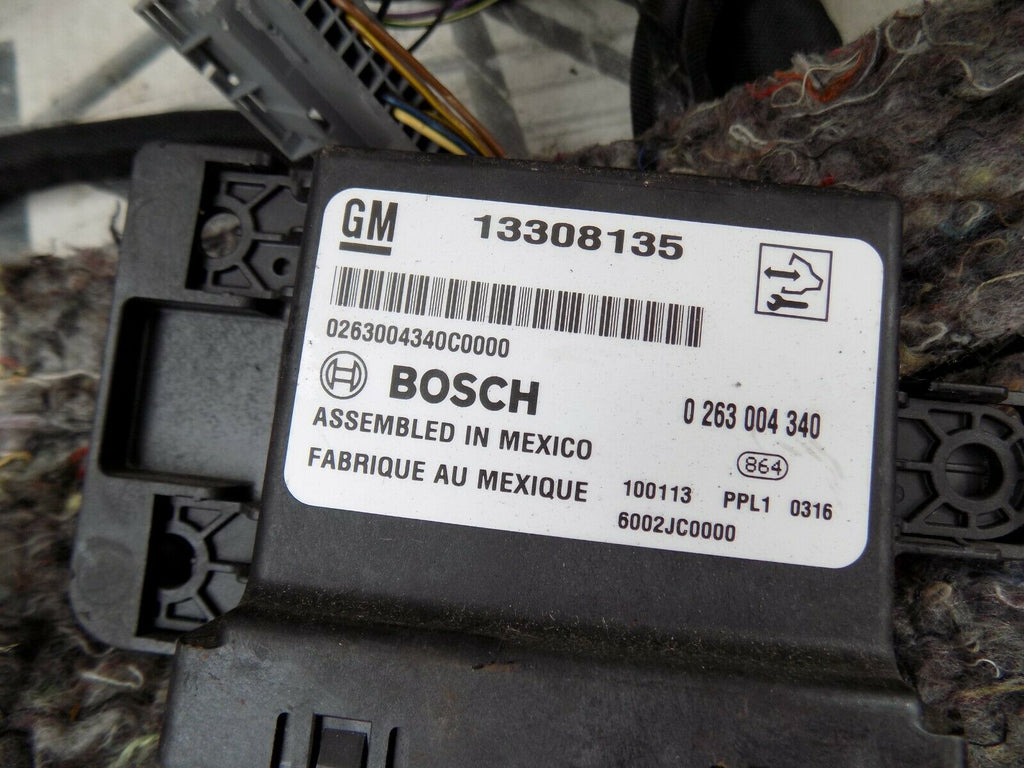 GM 13308135
0263004340C0000
BOSCH 0 263 004 340
ASSEMBLED IN MEXICO
864
FABRIQUE AU MEXIQUE 100113 PPL1 0316
6002JC0000